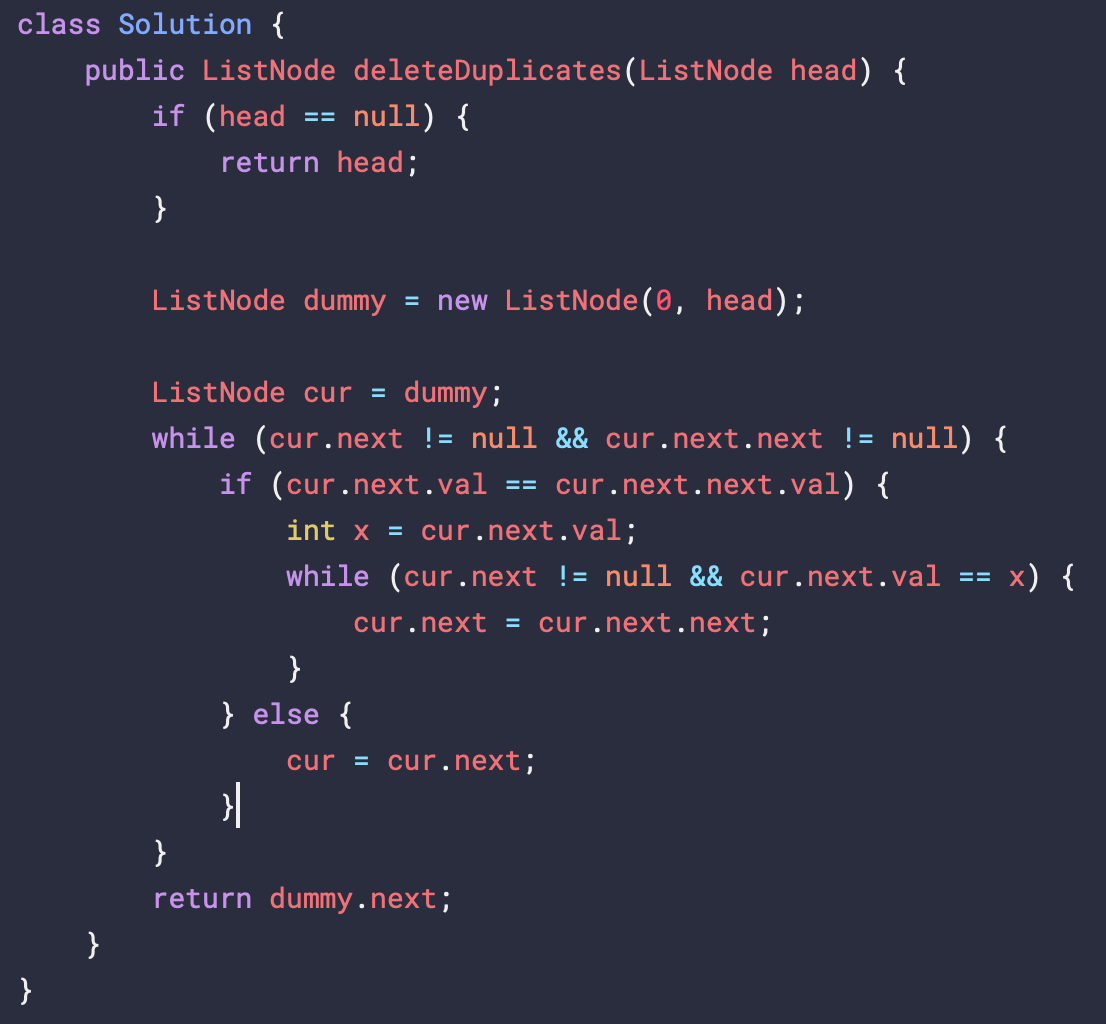 class Solution {
    public ListNode deleteDuplicates(ListNode head) {
        if (head == null) {
            return head;
        }

        ListNode dummy = new ListNode(0, head);

        ListNode cur = dummy;
        while (cur.next != null && cur.next.next != null) {
            if (cur.next.val == cur.next.next.val) {
                int x = cur.next.val;
                while (cur.next != null && cur.next.val == x) {
                    cur.next = cur.next.next;
                }
            } else {
                cur = cur.next;
            }
        }
        return dummy.next;
    }
}